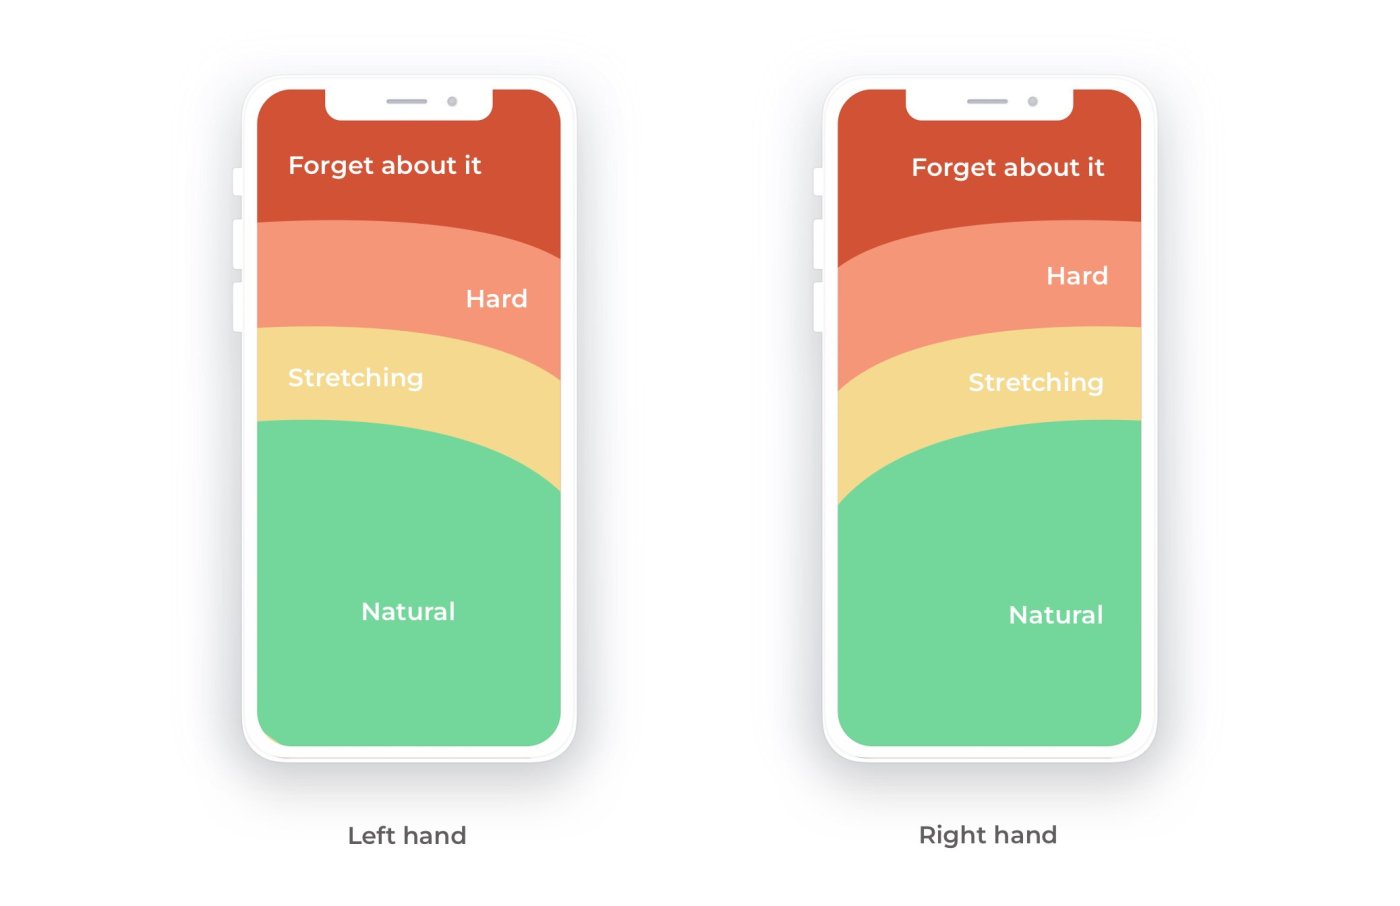 Forget about it
Hard
Stretching
Natural
Left hand
Forget about it
Hard
Stretching
Natural
Right hand